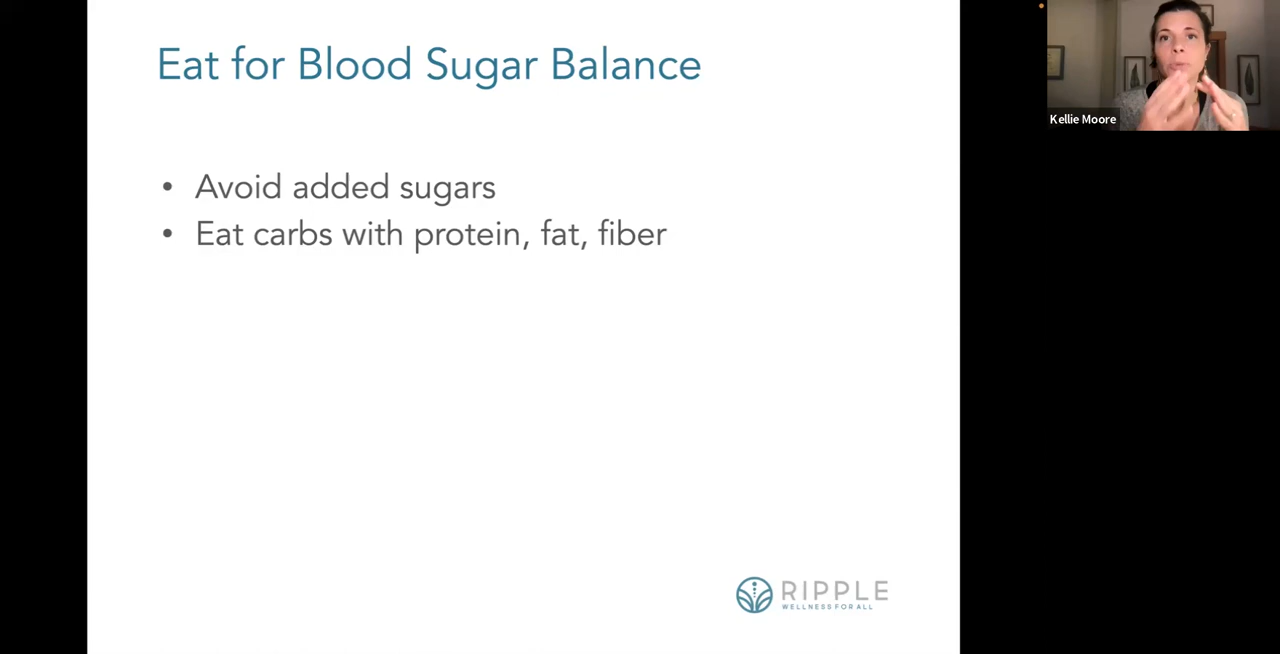 Eat for Blood Sugar Balance
Kellie Moore
• Avoid added sugars
• Eat carbs with protein, fat, fiber
RIPPLE
WELLNESS FOR ALL